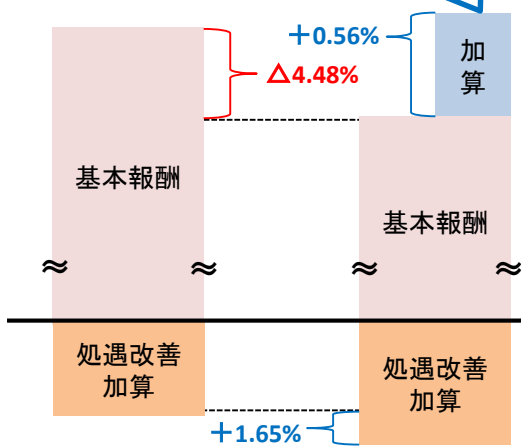 +0.56%
加
算
△4.48%
基本報酬
基本報酬
処遇改善
加算
処遇改善
加算
+1.65%